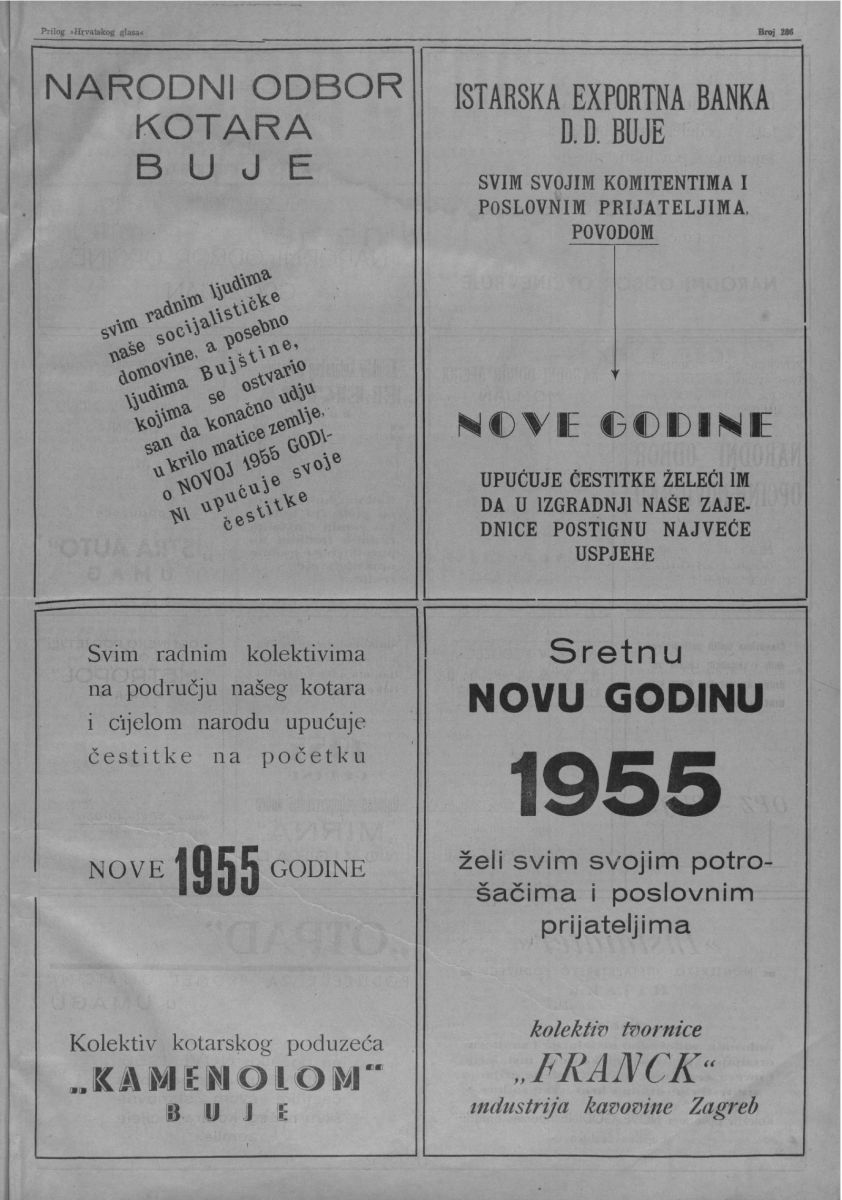 Prilog »Hrvatskog glasa«
Broj 286
NARODNI ODBOR
KOTARA
BUJE
svim radnim ljudima
naše socijalističke
domovine, a posebno
ljudima Bujštine,
kojima se ostvario
san da konačno udju
u krilo matice zemlje,
o NOVOJ 1955 GODI-
NI upućuje svoje
čestitke
ISTARSKA EXPORTNA BANKA
D. D. BUJE
SVIM SVOJIM KOMITENTIMA I
POSLOVNIM PRIJATELJIMA,
POVODOM
NOVE GODINE
UPUĆUJE ČESTITKE ŽELEĆI IM
DA U IZGRADNJI NAŠE ZAJE-
DNICE POSTIGNU NAJVEĆE
USPJEHE
Svim radnim kolektivima
na području našeg kotara
i cijelom narodu upućuje
čestitke na početku
NOVE 1955 GODINE
Kolektiv kotarskog poduzeća
„KAMENOLOM“
BUJE
Sretnu
NOVU GODINU
1955
želi svim svojim potro-
šačima i poslovnim
prijateljima
kolektiv tvornice
„FRANCK“
industrija kavovine Zagreb